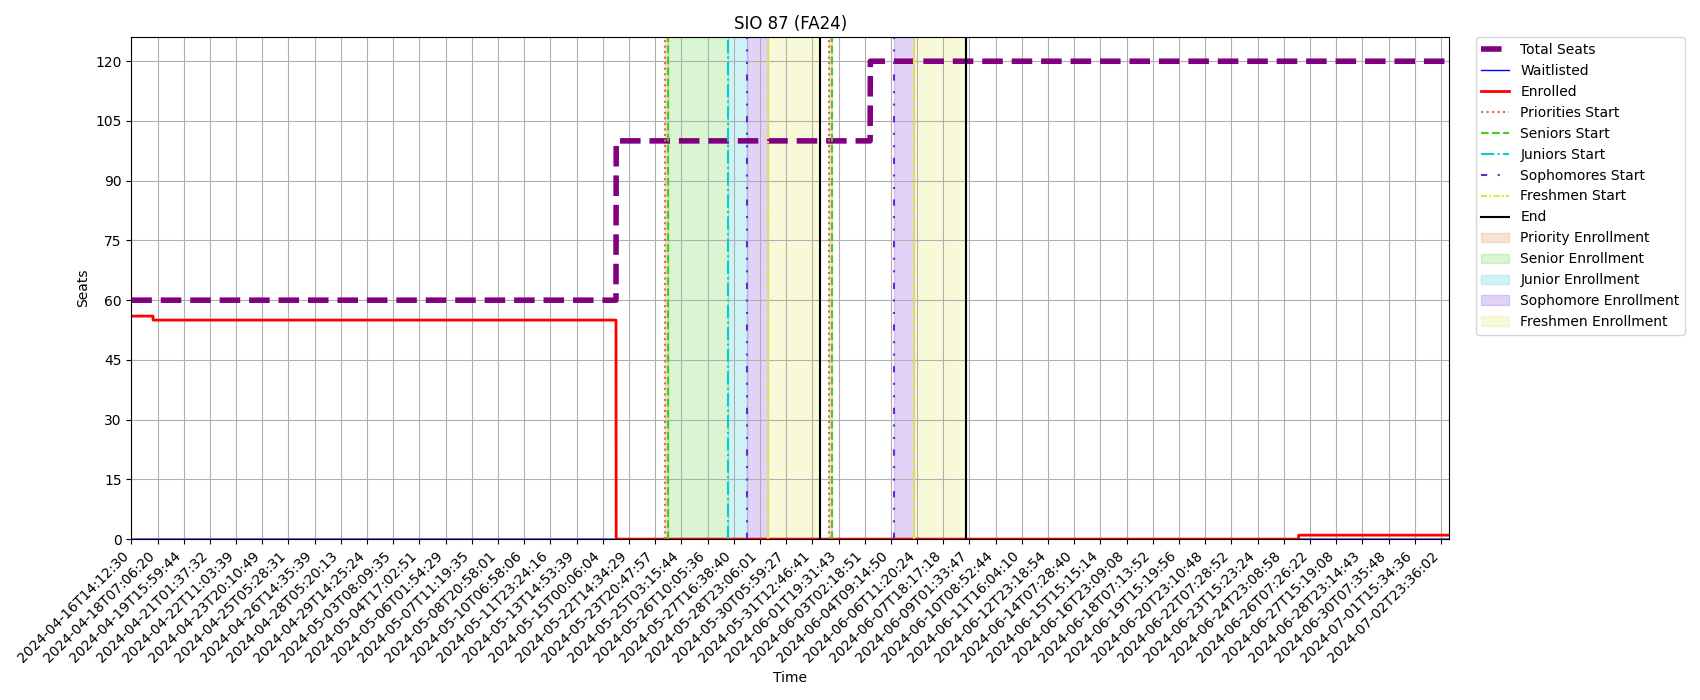 SIO 87 (FA24)
Total Seats
Waitlisted
Enrolled
Priorities Start
Seniors Start
Juniors Start
Sophomores Start
Freshmen Start
End
Priority Enrollment
Senior Enrollment
Junior Enrollment
Sophomore Enrollment
Freshmen Enrollment
Seats
120
105
90
75
60
45
30
15
0
2024-04-16T14:12:30
2024-04-18T07:06:20
2024-04-19T15:59:44
2024-04-21T01:37:32
2024-04-22T11:03:39
2024-04-23T20:10:49
2024-04-25T05:28:31
2024-04-26T14:35:39
2024-04-28T05:20:13
2024-04-29T14:25:24
2024-05-03T08:09:35
2024-05-04T17:02:51
2024-05-06T01:54:29
2024-05-07T11:19:35
2024-05-08T20:58:01
2024-05-10T06:58:06
2024-05-11T23:24:16
2024-05-13T14:53:39
2024-05-15T00:06:04
2024-05-22T14:34:29
2024-05-23T20:47:57
2024-05-25T03:15:44
2024-05-26T10:05:36
2024-05-27T16:38:40
2024-05-28T23:06:01
2024-05-30T05:59:27
2024-05-31T12:46:41
2024-06-01T19:31:43
2024-06-03T02:18:51
2024-06-04T09:14:50
2024-06-06T11:20:24
2024-06-07T18:17:18
2024-06-09T01:33:47
2024-06-10T08:52:44
2024-06-11T16:04:10
2024-06-12T23:18:54
2024-06-14T07:28:40
2024-06-15T15:15:14
2024-06-16T23:09:08
2024-06-18T07:13:52
2024-06-19T15:19:56
2024-06-20T23:10:48
2024-06-22T07:28:52
2024-06-23T15:23:24
2024-06-24T23:08:58
2024-06-26T07:26:22
2024-06-27T15:19:08
2024-06-28T23:14:43
2024-06-30T07:35:48
2024-07-01T15:34:36
2024-07-02T23:36:02
Time